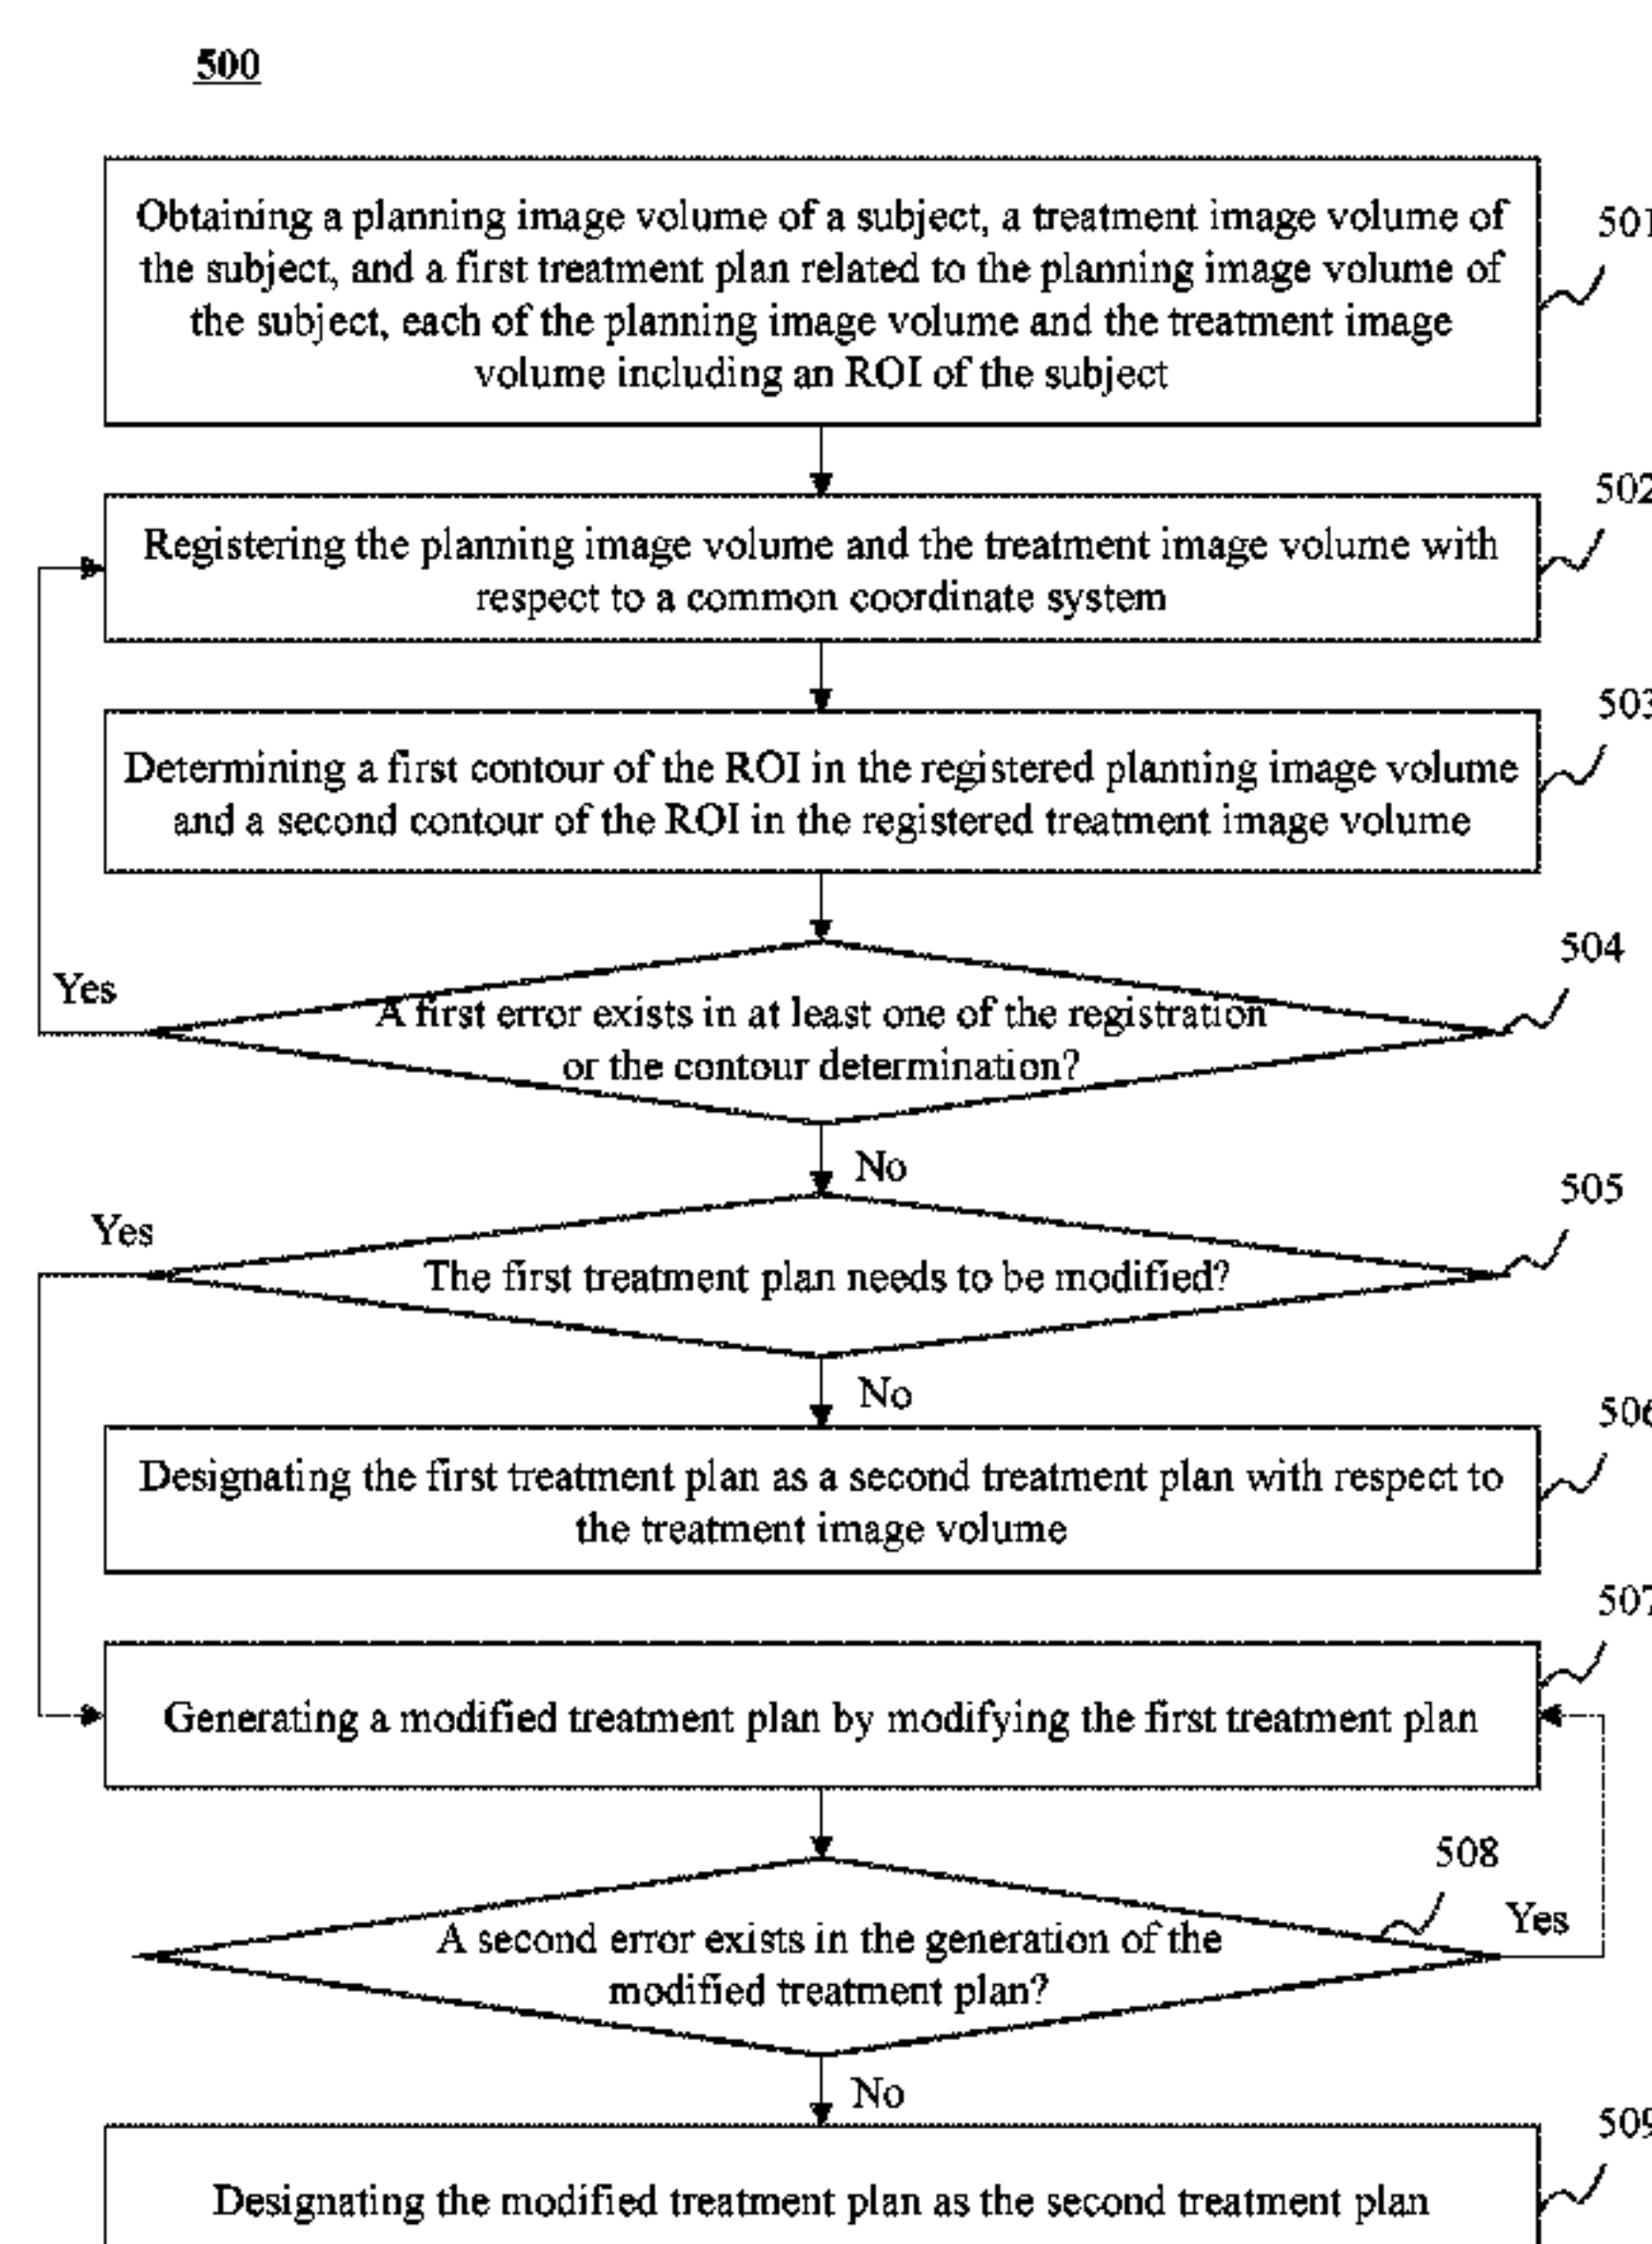 500
Obtaining a planning image volume of a subject, a treatment image volume of
the subject, and a first treatment plan related to the planning image volume of
the subject, each of the planning image volume and the treatment image
volume including an ROI of the subject
501
502
Registering the planning image volume and the treatment image volume with
respect to a common coordinate system
503
Determining a first contour of the ROI in the registered planning image volume
and a second contour of the ROI in the registered treatment image volume
504
Yes
A first error exists in at least one of the registration
or the contour determination?
No
505
Yes
The first treatment plan needs to be modified?
No
506
Designating the first treatment plan as a second treatment plan with respect to
the treatment image volume
507
Generating a modified treatment plan by modifying the first treatment plan
508
Yes
A second error exists in the generation of the
modified treatment plan?
No
509
Designating the modified treatment plan as the second treatment plan